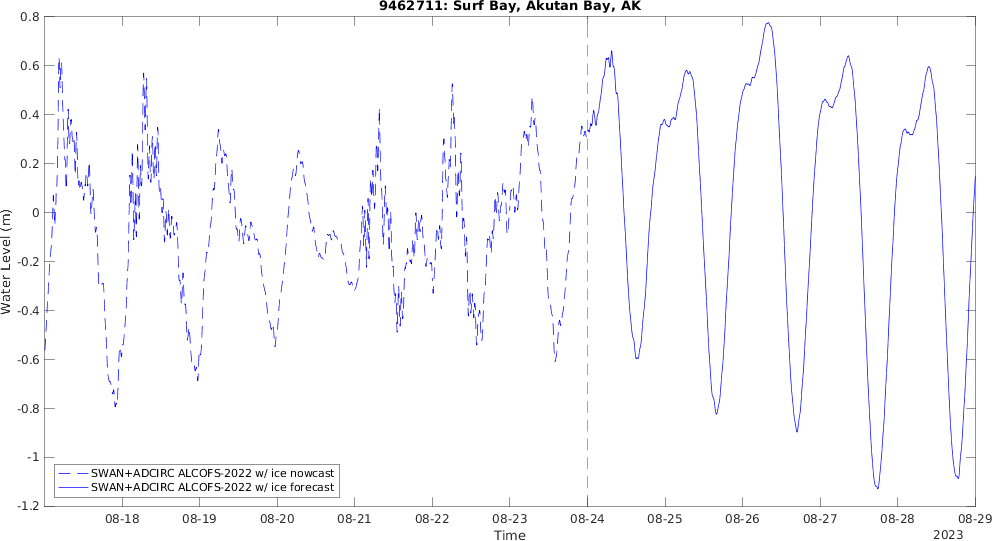 9462711: Surf Bay, Akutan Bay, AK
0.8
0.6
0.4
0.2
0
-0.2
-0.4
-0.6
-0.8
-1
-1.2
Water Level (m)
SWAN+ADCIRC ALCOFS-2022 w/ ice nowcast
SWAN+ADCIRC ALCOFS-2022 w/ ice forecast
08-18 08-19 08-20 08-21 08-22 08-23 08-24 08-25 08-26 08-27 08-28 08-29
Time
2023